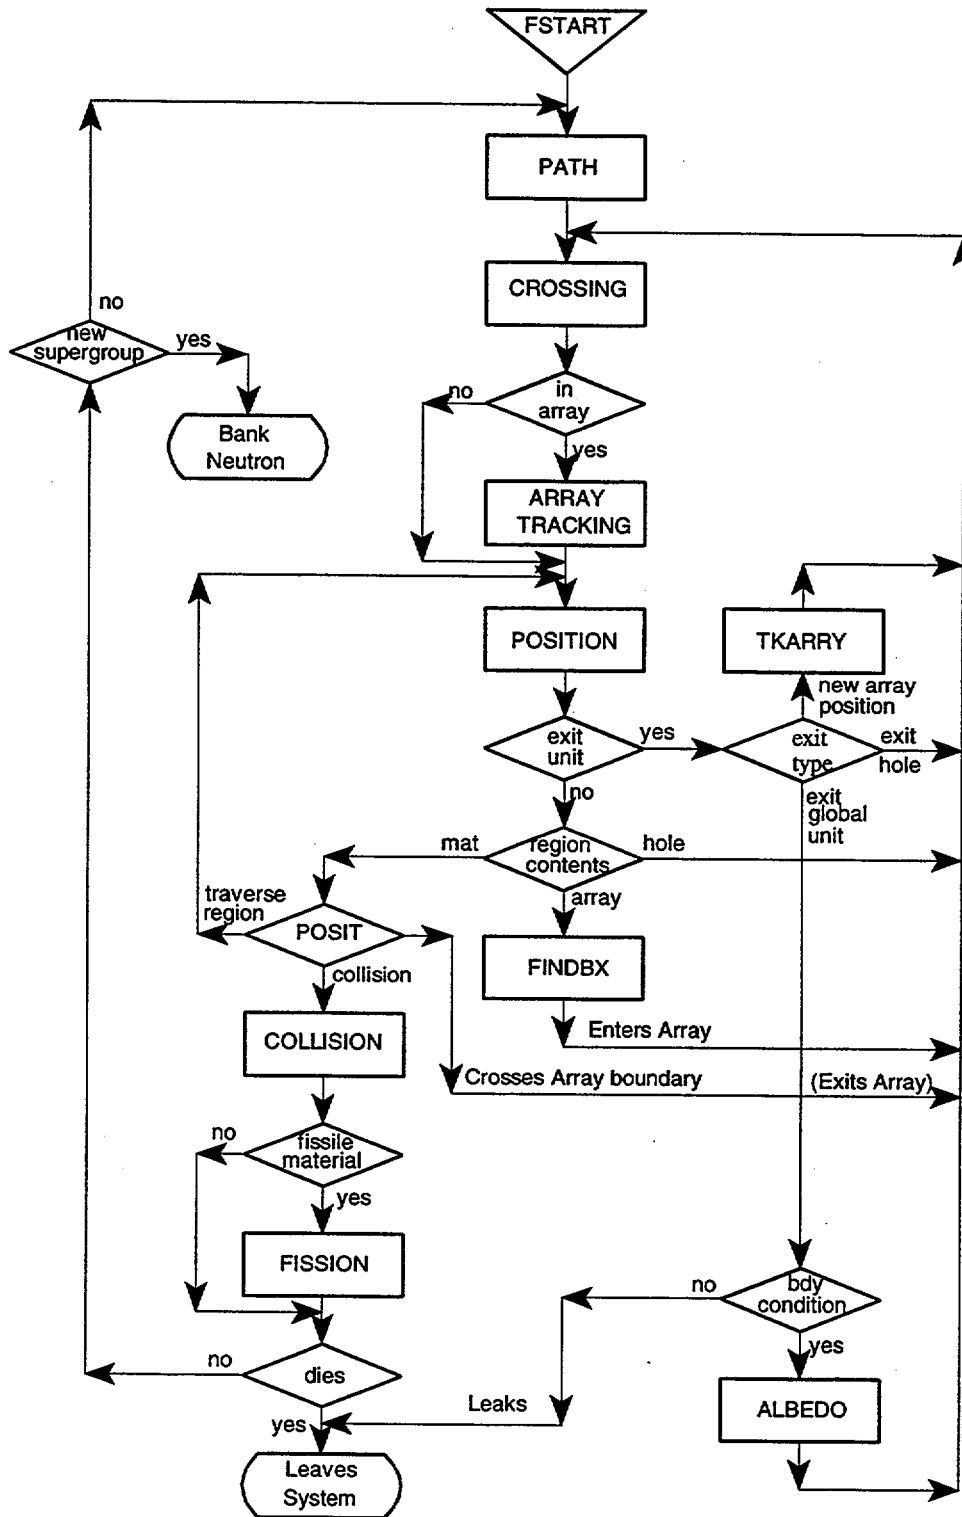 FSTART
PATH
CROSSING
no
new
supergroup
yes
Bank
Neutron
in
array
no
yes
ARRAY
TRACKING
POSITION
TKARRY
new array
position
exit
unit
yes
exit
type
exit
hole
no
exit
global
unit
mat
region
contents
hole
array
traverse
region
POSIT
collision
FINDBX
Enters Array
COLLISION
Crosses Array boundary
(Exits Array)
no
fissile
material
yes
FISSION
no
bdy
condition
yes
no
dies
Leaks
ALBEDO
yes
Leaves
System